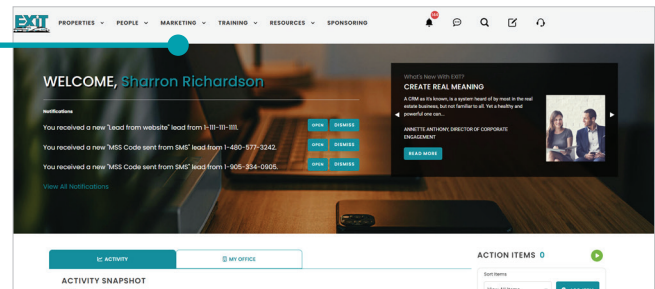 EXIT
PROPERTIES PEOPLE MARKETING TRAINING RESOURCES SPONSORING
WELCOME, Sharron Richardson
Notifications
You received a new "Lead from website" lead from 1-111-111-1111. OPEN DISMISS
You received a new "MSS Code sent from SMS" lead from 1-480-577-3242. OPEN DISMISS
You received a new "MSS Code sent from SMS" lead from 1-905-334-0905. OPEN DISMISS
View All Notifications
What's New With EXIT?
CREATE REAL MEANING
A CRM as it's known, is a system heard of by most in the real
estate business, but not familiar to all. Yet a healthy and
powerful one can...
ANNETTE ANTHONY, DIRECTOR OF CORPORATE
ENGAGEMENT
READ MORE
ACTIVITY
MY OFFICE
ACTIVITY SNAPSHOT
ACTION ITEMS 0
Sort Items